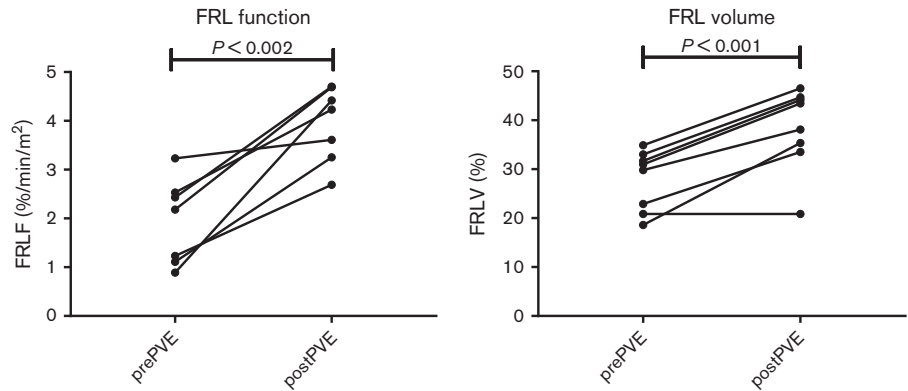 FRL function
P < 0.002
5
4
3
2
1
0
FRLF (%/min/m²)
prePVE
postPVE
FRL volume
P < 0.001
50
40
30
20
10
0
FRLV (%)
prePVE
postPVE